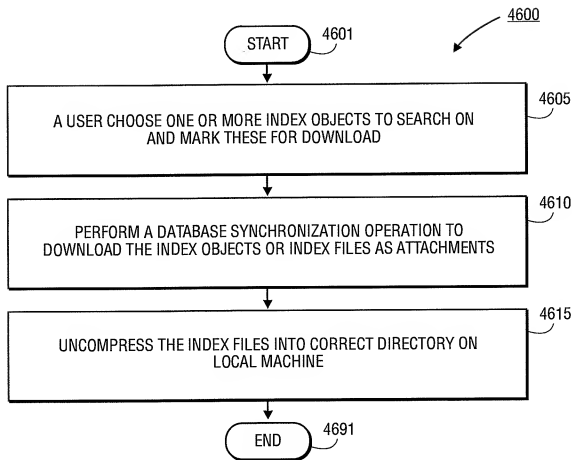 4600
START
4601
A USER CHOOSE ONE OR MORE INDEX OBJECTS TO SEARCH ON
AND MARK THESE FOR DOWNLOAD
4605
PERFORM A DATABASE SYNCHRONIZATION OPERATION TO
DOWNLOAD THE INDEX OBJECTS OR INDEX FILES AS ATTACHMENTS
4610
UNCOMPRESS THE INDEX FILES INTO CORRECT DIRECTORY ON
LOCAL MACHINE
4615
END
4691